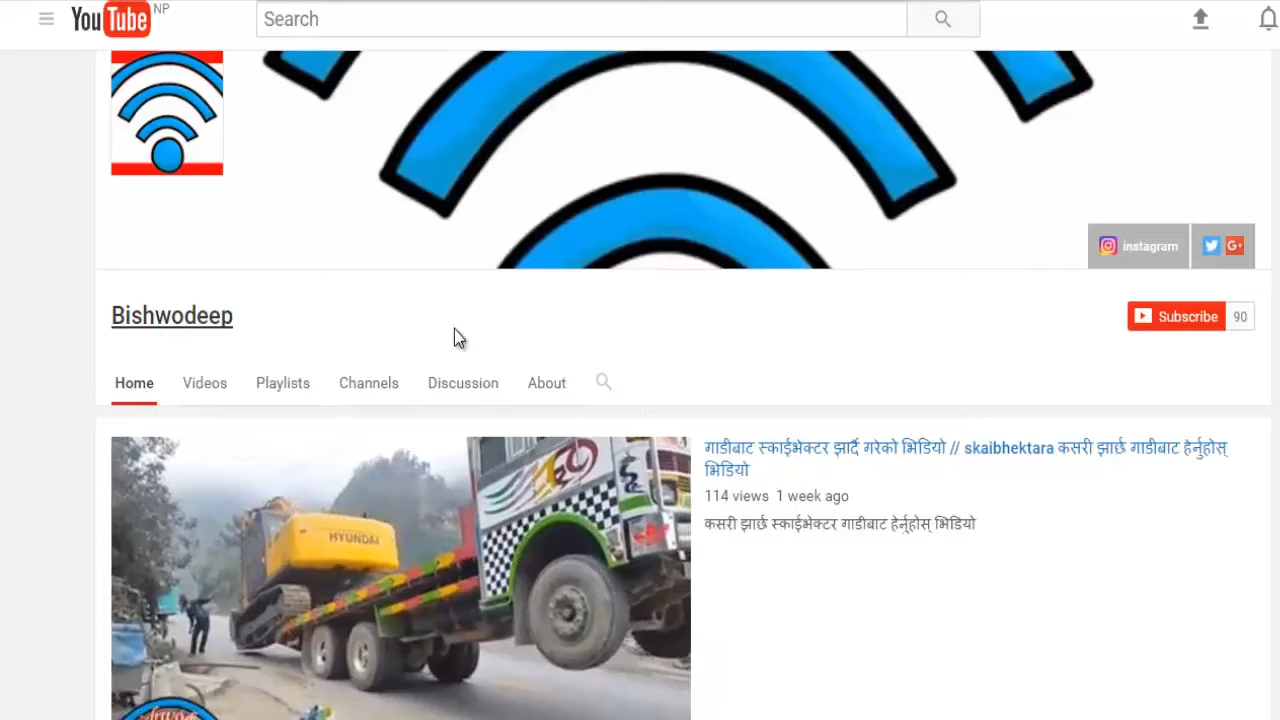 YouTube NP
Search
instagram
Bishwodeep
Subscribe 90
Home Videos Playlists Channels Discussion About
गाडीबाट स्काईभेक्टर झार्दै गरेको भिडियो // skaibhektara कसरी झार्छ गाडीबाट हेर्नुहोस्
भिडियो
114 views 1 week ago
कसरी झार्छ स्काईभेक्टर गाडीबाट हेर्नुहोस् भिडियो
HYUNDAI